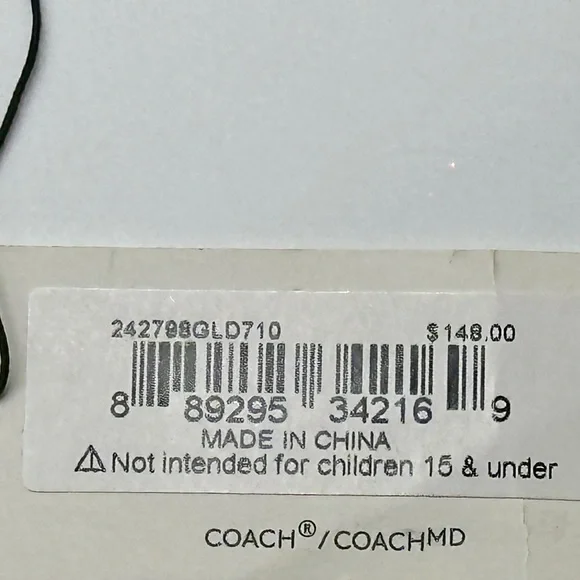 242798GLD710 $148.00
8 89295 34216 9
MADE IN CHINA
⚠ Not intended for children 15 & under
COACH®/COACHMD